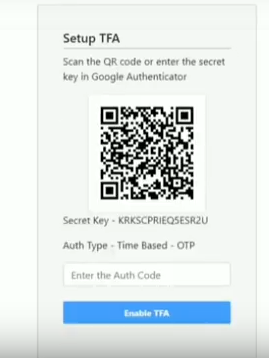 Setup TFA
Scan the QR code or enter the secret
key in Google Authenticator
Secret Key - KRKSCPRIEQ5ESR2U
Auth Type - Time Based - OTP
Enter the Auth Code
Enable TFA